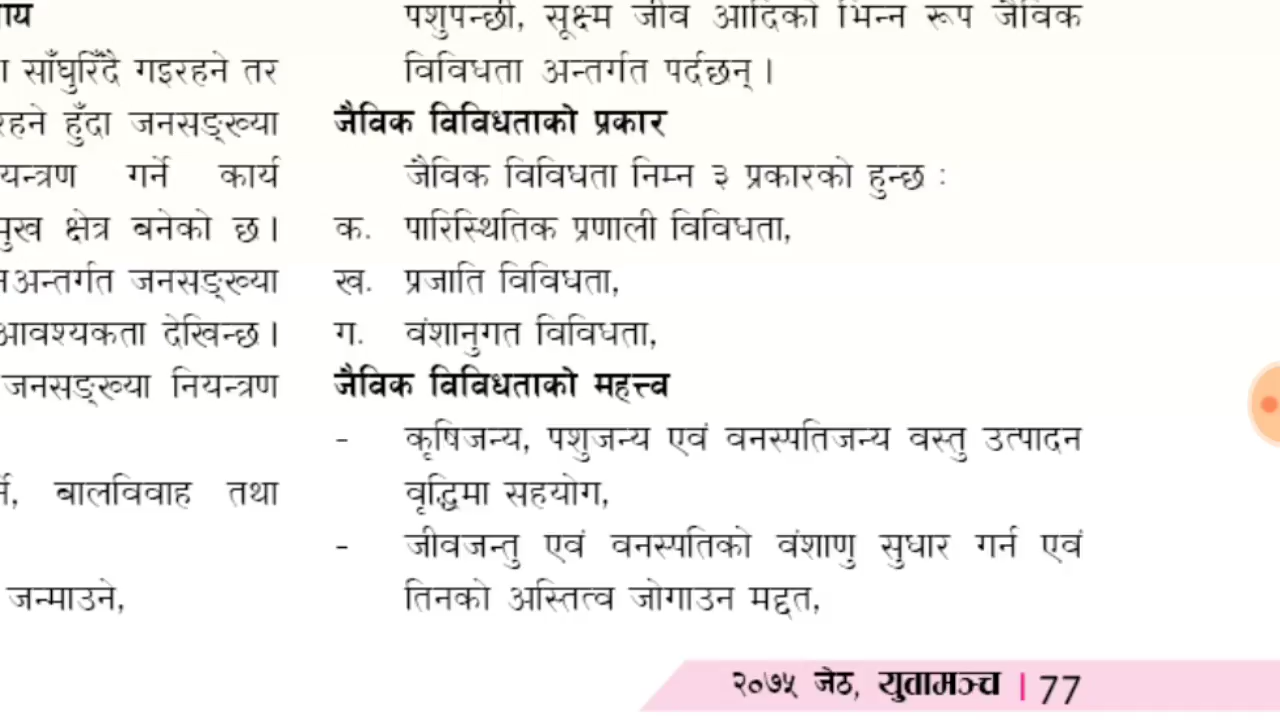 ाय
ा साँघुरिँदै गइरहने तर
रहने हुँदा जनसङ्ख्या
यन्त्रण गर्ने कार्य
मुख क्षेत्र बनेको छ।
नअन्तर्गत जनसङ्ख्या
आवश्यकता देखिन्छ।
जनसङ्ख्या नियन्त्रण
र्ने, बालविवाह तथा
जन्माउने,
पशुपन्छी, सूक्ष्म जीव आदिको भिन्न रूप जैविक
विविधता अन्तर्गत पर्दछन्।
जैविक विविधताको प्रकार
जैविक विविधता निम्न ३ प्रकारको हुन्छ :
क. पारिस्थितिक प्रणाली विविधता,
ख. प्रजाति विविधता,
ग. वंशानुगत विविधता,
जैविक विविधताको महत्त्व
- कृषिजन्य, पशुजन्य एवं वनस्पतिजन्य वस्तु उत्पादन
वृद्धिमा सहयोग,
- जीवजन्तु एवं वनस्पतिको वंशाणु सुधार गर्न एवं
तिनको अस्तित्व जोगाउन मद्दत,
२०७५ जेठ, युवामञ्च | 77